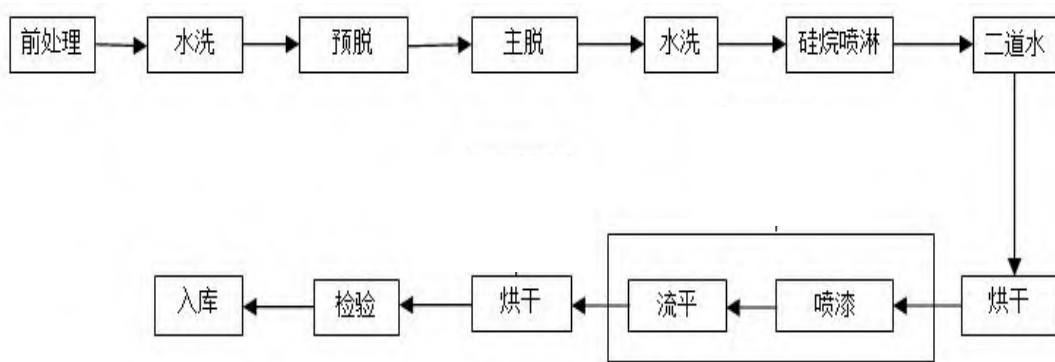 前处理 水洗 预脱 主脱 水洗 硅烷喷淋 二道水
入库 检验 烘干 流平 喷漆 烘干